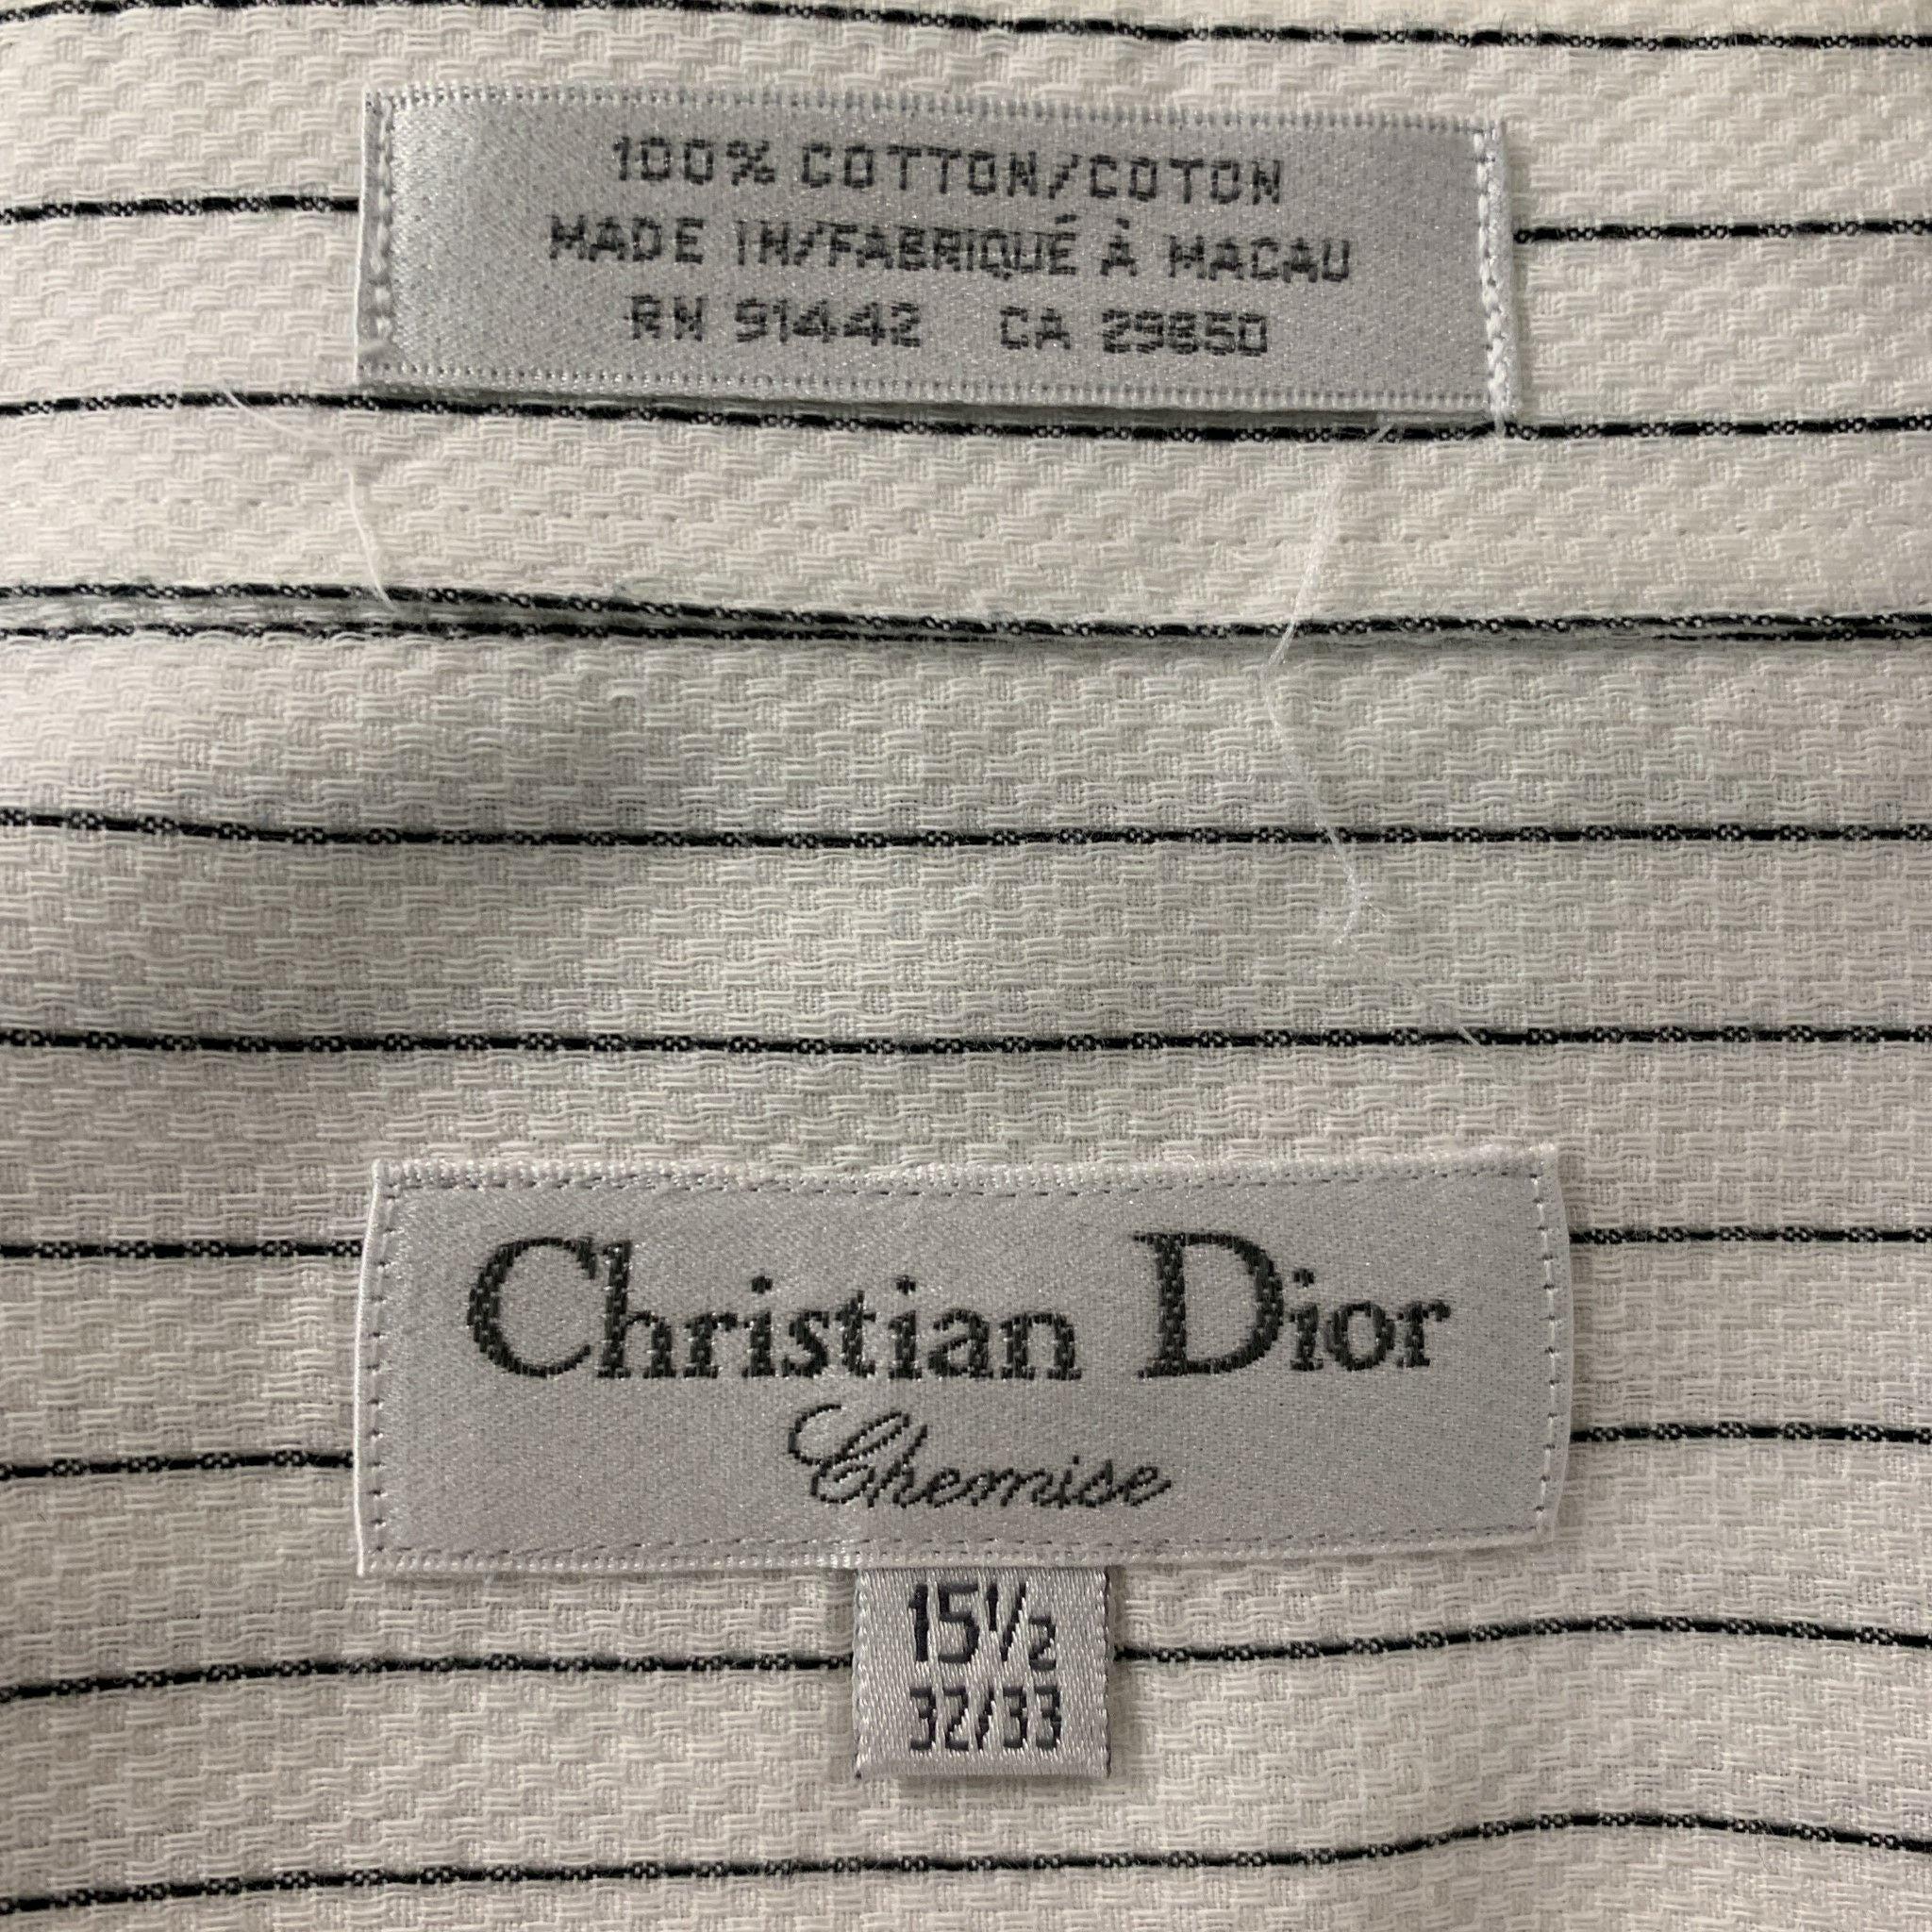 100% COTTON/COTON
MADE IN/FABRIQUÉ À MACAU
RN 91442 CA 29850
Christian Dior
Chemise
15½
32/33